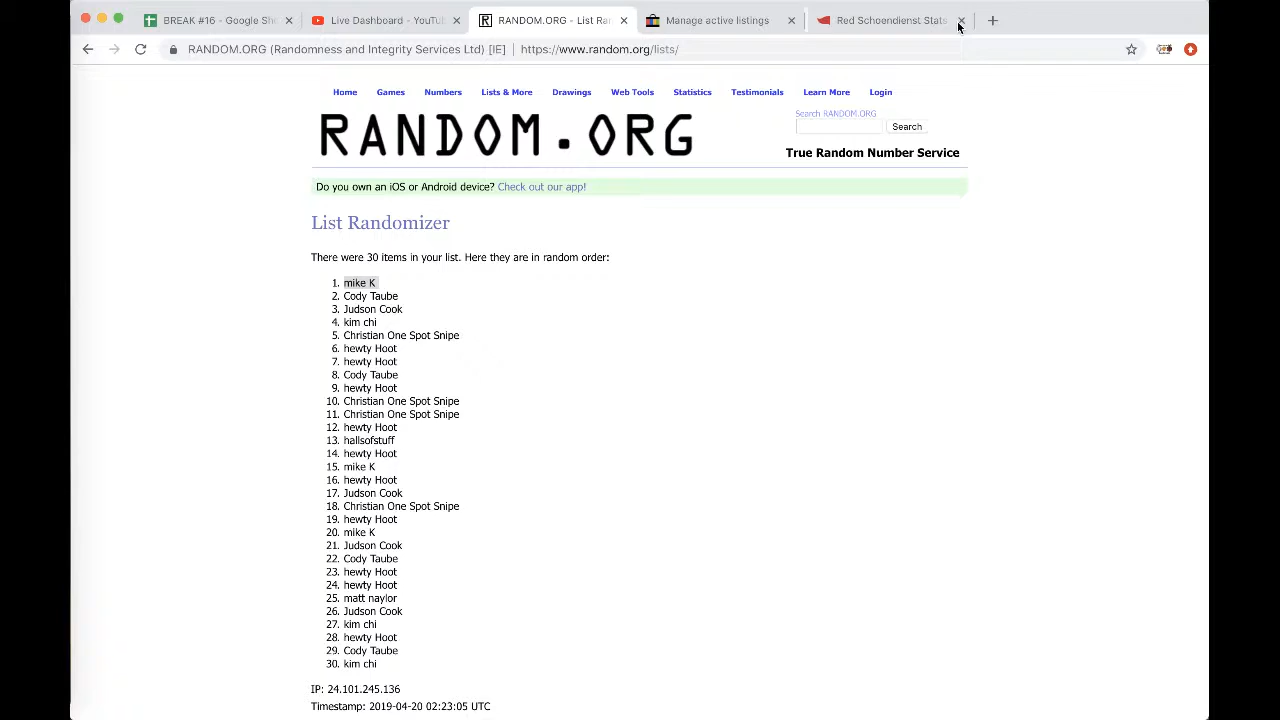 BREAK #16 - Google She
Live Dashboard - YouTub
RANDOM.ORG - List Ran
Manage active listings
Red Schoendienst Stats
RANDOM.ORG (Randomness and Integrity Services Ltd) [IE]
https://www.random.org/lists/
Home Games Numbers Lists & More Drawings Web Tools Statistics Testimonials Learn More Login
RANDOM.ORG
Search RANDOM.ORG
Search
True Random Number Service
Do you own an iOS or Android device? Check out our app!
List Randomizer
There were 30 items in your list. Here they are in random order:
1. mike K
2. Cody Taube
3. Judson Cook
4. kim chi
5. Christian One Spot Snipe
6. hewty Hoot
7. hewty Hoot
8. Cody Taube
9. hewty Hoot
10. Christian One Spot Snipe
11. Christian One Spot Snipe
12. hewty Hoot
13. hallsofstuff
14. hewty Hoot
15. mike K
16. hewty Hoot
17. Judson Cook
18. Christian One Spot Snipe
19. hewty Hoot
20. mike K
21. Judson Cook
22. Cody Taube
23. hewty Hoot
24. hewty Hoot
25. matt naylor
26. Judson Cook
27. kim chi
28. hewty Hoot
29. Cody Taube
30. kim chi
IP: 24.101.245.136
Timestamp: 2019-04-20 02:23:05 UTC